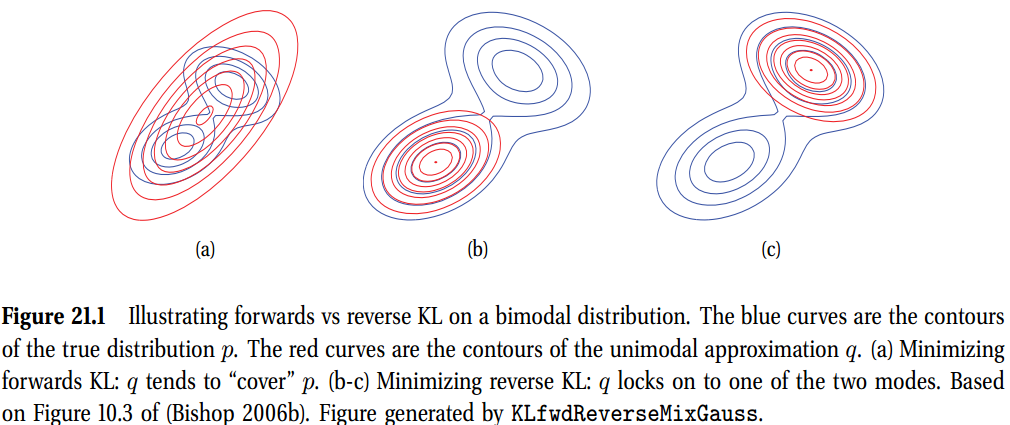 (a) (b) (c)
Figure 21.1 Illustrating forwards vs reverse KL on a bimodal distribution. The blue curves are the contours
of the true distribution p. The red curves are the contours of the unimodal approximation q. (a) Minimizing
forwards KL: q tends to “cover” p. (b-c) Minimizing reverse KL: q locks on to one of the two modes. Based
on Figure 10.3 of (Bishop 2006b). Figure generated by KLfwdReverseMixGauss.